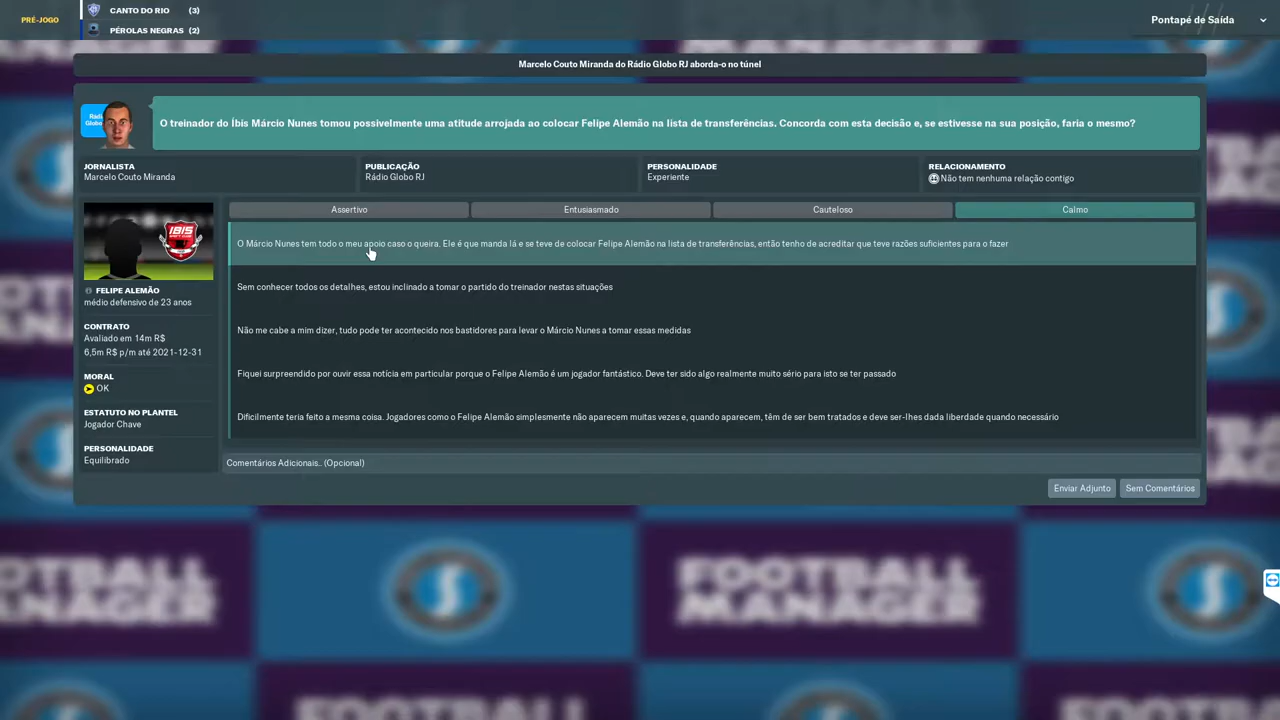 PRÉ-JOGO
CANTO DO RIO (3)
PÉROLAS NEGRAS (2)
Pontapé de Saída
Marcelo Couto Miranda do Rádio Globo RJ aborda-o no túnel
O treinador do Íbis Márcio Nunes tomou possivelmente uma atitude arrojada ao colocar Felipe Alemão na lista de transferências. Concorda com esta decisão e, se estivesse na sua posição, faria o mesmo?
JORNALISTA
Marcelo Couto Miranda
PUBLICAÇÃO
Rádio Globo RJ
PERSONALIDADE
Experiente
RELACIONAMENTO
Não tem nenhuma relação contigo
Assertivo
Entusiasmado
Cauteloso
Calmo
O Márcio Nunes tem todo o meu apoio caso o queira. Ele é que manda lá e se teve de colocar Felipe Alemão na lista de transferências, então tenho de acreditar que teve razões suficientes para o fazer
Sem conhecer todos os detalhes, estou inclinado a tomar o partido do treinador nestas situações
Não me cabe a mim dizer, tudo pode ter acontecido nos bastidores para levar o Márcio Nunes a tomar essas medidas
Fiquei surpreendido por ouvir essa notícia em particular porque o Felipe Alemão é um jogador fantástico. Deve ter sido algo realmente muito sério para isto se ter passado
Dificilmente teria feito a mesma coisa. Jogadores como o Felipe Alemão simplesmente não aparecem muitas vezes e, quando aparecem, têm de ser bem tratados e deve ser-lhes dada liberdade quando necessário
IBIS
FELIPE ALEMÃO
médio defensivo de 23 anos
CONTRATO
Avaliado em 14m R$
6,5m R$ p/m até 2021-12-31
MORAL
OK
ESTATUTO NO PLANTEL
Jogador Chave
PERSONALIDADE
Equilibrado
Comentários Adicionais.. (Opcional)
Enviar Adjunto
Sem Comentários
FOOTBALL
MANAGER
FOOTBALL
MANAGER